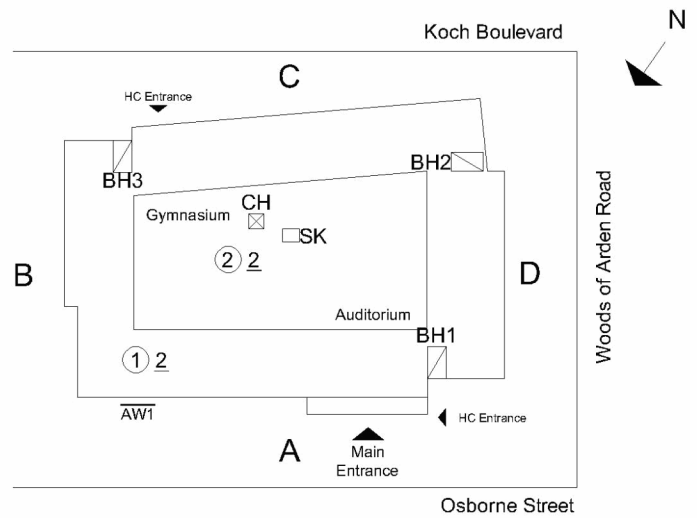 N
Koch Boulevard
C
HC Entrance
BH3
BH2
CH
Gymnasium
SK
2 2
B
D
Woods of Arden Road
Auditorium
BH1
1 2
AW1
HC Entrance
A
Main
Entrance
Osborne Street